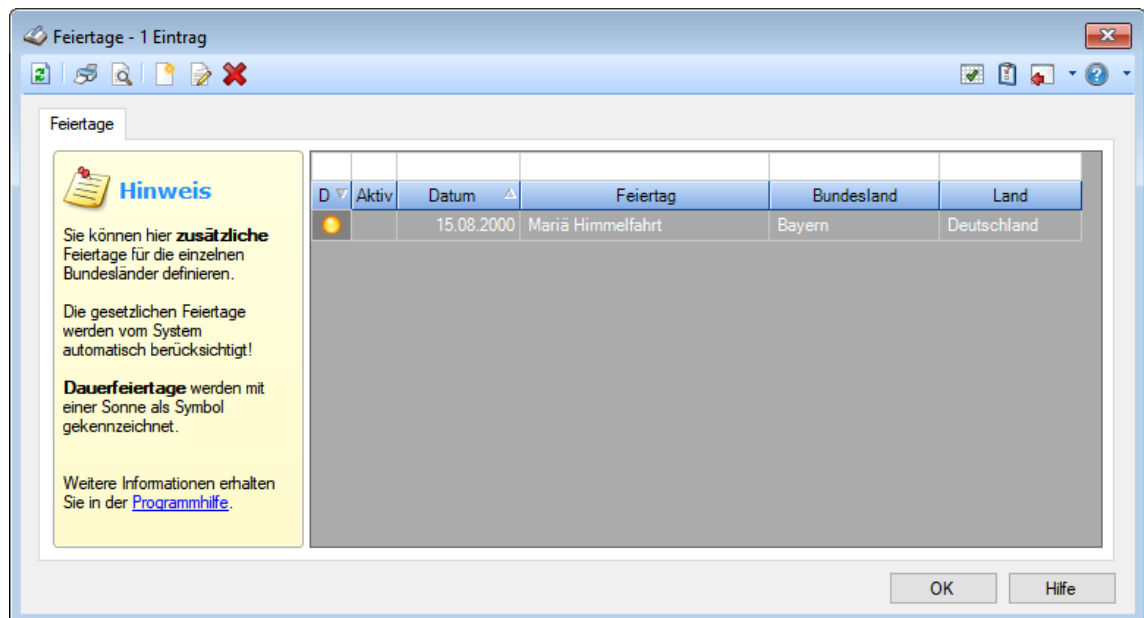 Feiertage - 1 Eintrag
Feiertage
Hinweis
Sie können hier zusätzliche
Feiertage für die einzelnen
Bundesländer definieren.
Die gesetzlichen Feiertage
werden vom System
automatisch berücksichtigt!
Dauerfeiertage werden mit
einer Sonne als Symbol
gekennzeichnet.
Weitere Informationen erhalten
Sie in der Programmhilfe.
D Aktiv Datum Feiertag Bundesland Land
15.08.2000 Mariä Himmelfahrt Bayern Deutschland
OK Hilfe